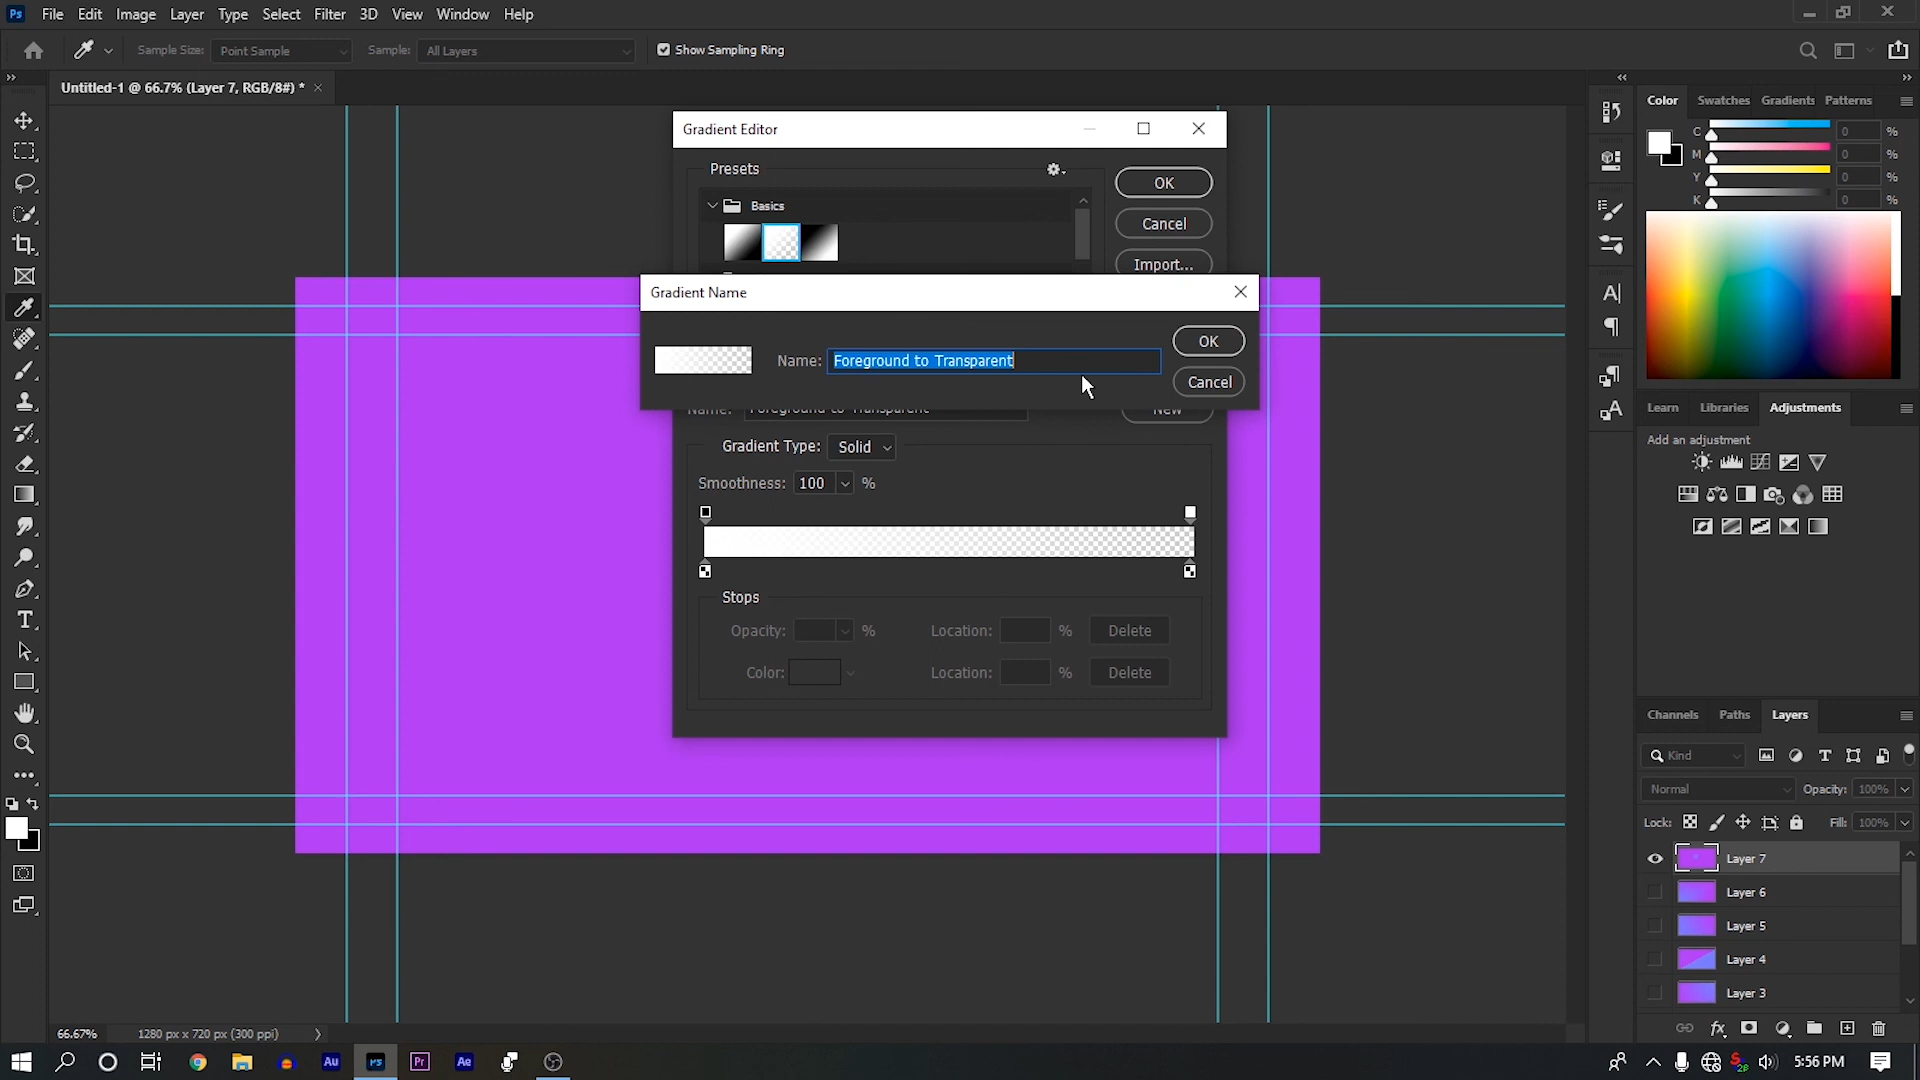 Ps File Edit Image Layer Type Select Filter 3D View Window Help
Sample Size: Point Sample Sample: All Layers Show Sampling Ring
Untitled-1 @ 66.7% (Layer 7, RGB/8#) *
Gradient Editor
Presets
Basics
OK
Cancel
Import...
Gradient Name
Name: Foreground to Transparent
OK
Cancel
Name: Foreground to Transparent
New
Gradient Type: Solid
Smoothness: 100 %
Stops
Opacity: % Location: % Delete
Color: Location: % Delete
Color Swatches Gradients Patterns
C 0 %
M 0 %
Y 0 %
K 0 %
Learn Libraries Adjustments
Add an adjustment
Channels Paths Layers
Kind
Normal Opacity: 100%
Lock: Fill: 100%
Layer 7
Layer 6
Layer 5
Layer 4
Layer 3
66.67% 1280 px x 720 px (300 ppi)
Au Pr Ae
5:56 PM